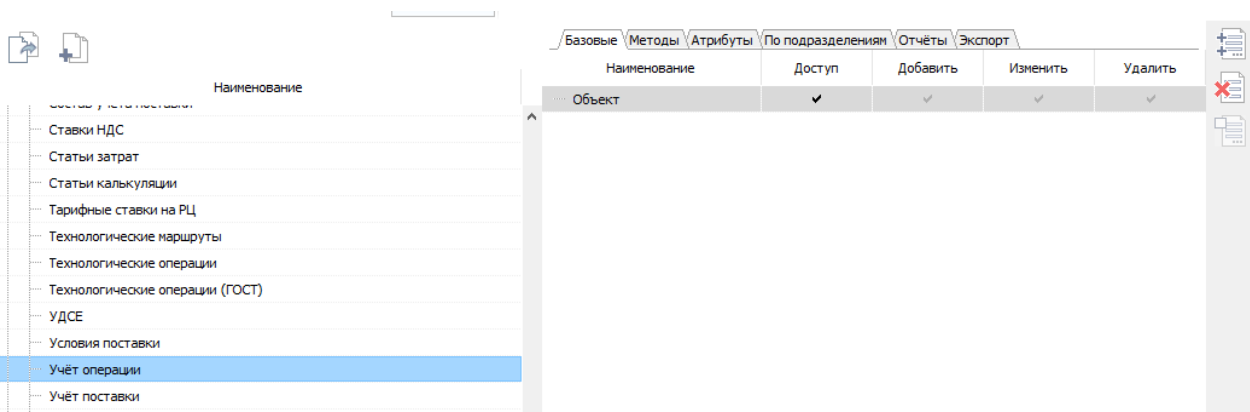 Базовые Методы Атрибуты По подразделениям Отчёты Экспорт
Наименование Доступ Добавить Изменить Удалить
Объект
Наименование
Ставки НДС
Статьи затрат
Статьи калькуляции
Тарифные ставки на РЦ
Технологические маршруты
Технологические операции
Технологические операции (ГОСТ)
УДСЕ
Условия поставки
Учёт операции
Учёт поставки